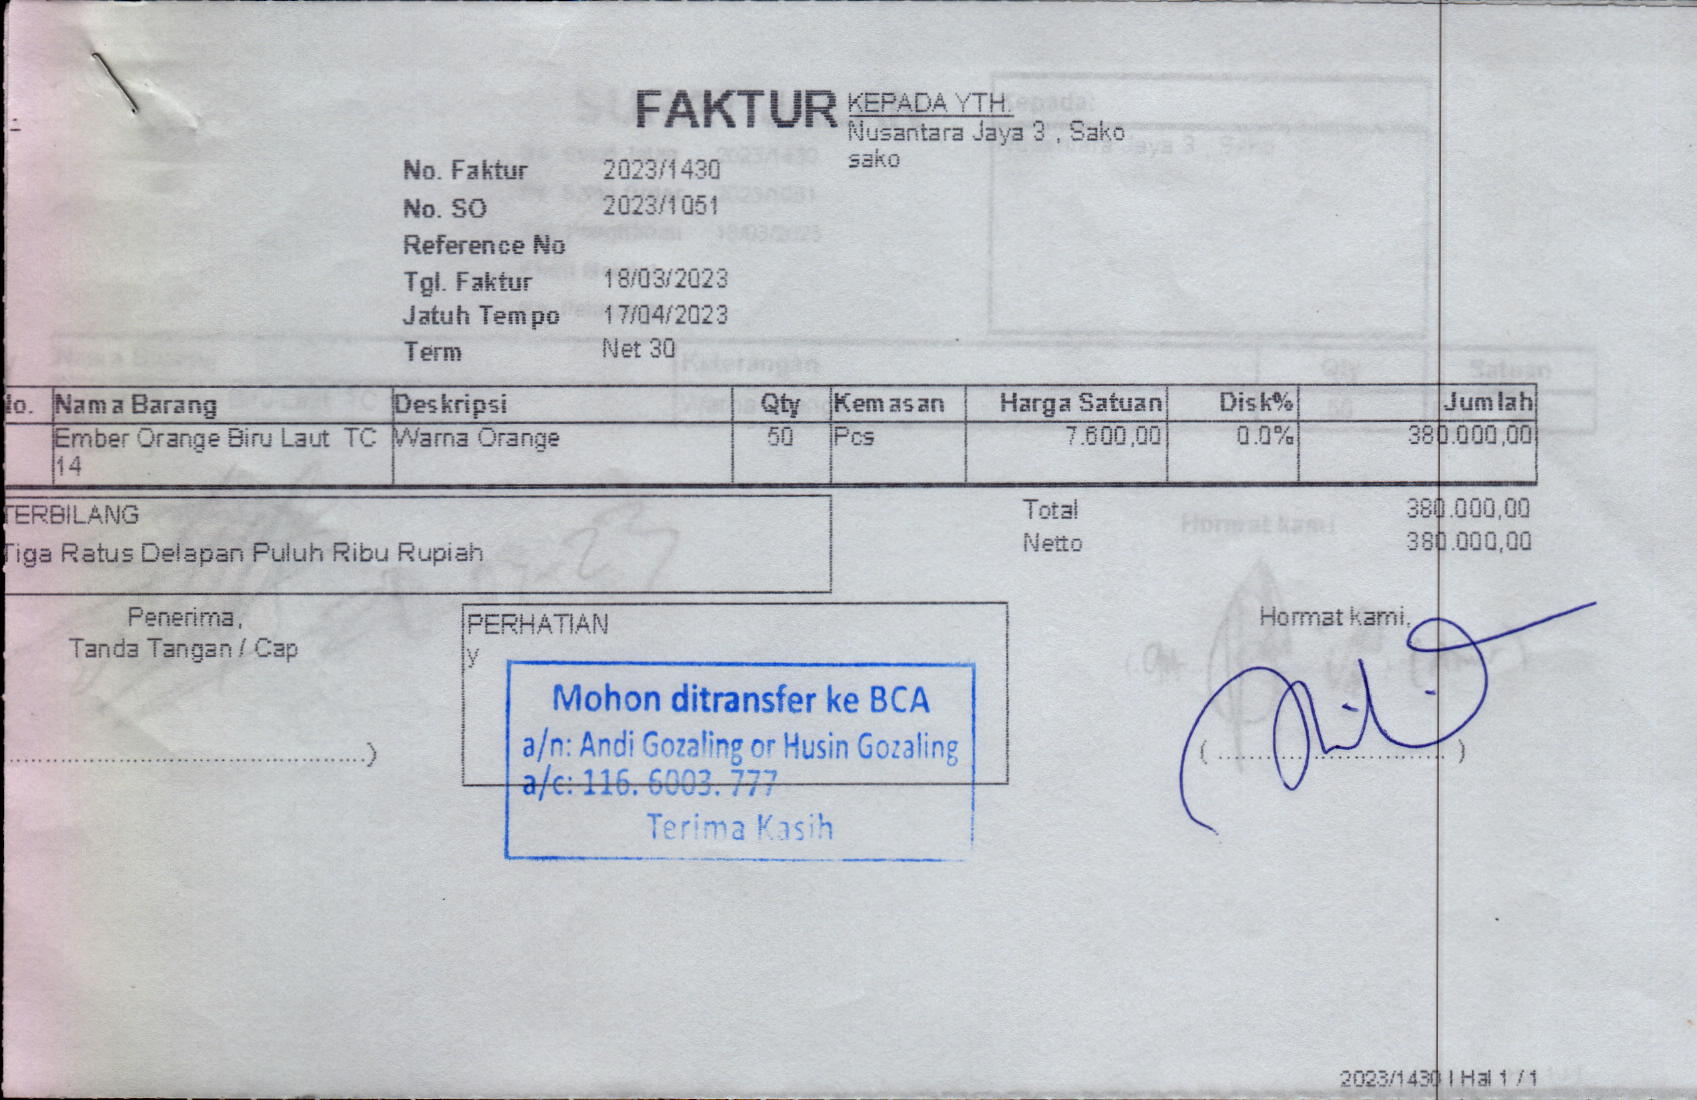 FAKTUR
KEPADA YTH.
Nusantara Jaya 3 , Sako
sako
No. Faktur 2023/1430
No. SO 2023/1051
Reference No
Tgl. Faktur 18/03/2023
Jatuh Tempo 17/04/2023
Term Net 30
No. Nama Barang Deskripsi Qty Kemasan Harga Satuan Disk% Jumlah
Ember Orange Biru Laut TC Warna Orange 50 Pcs 7.600,00 0.0% 380.000,00
14
TERBILANG
Tiga Ratus Delapan Puluh Ribu Rupiah
Total 380.000,00
Netto 380.000,00
Penerima,
Tanda Tangan / Cap
PERHATIAN
y
Mohon ditransfer ke BCA
a/n: Andi Gozaling or Husin Gozaling
a/c: 116. 6003. 777
Terima Kasih
Hormat kami,
2023/1430 | Hal 1 / 1